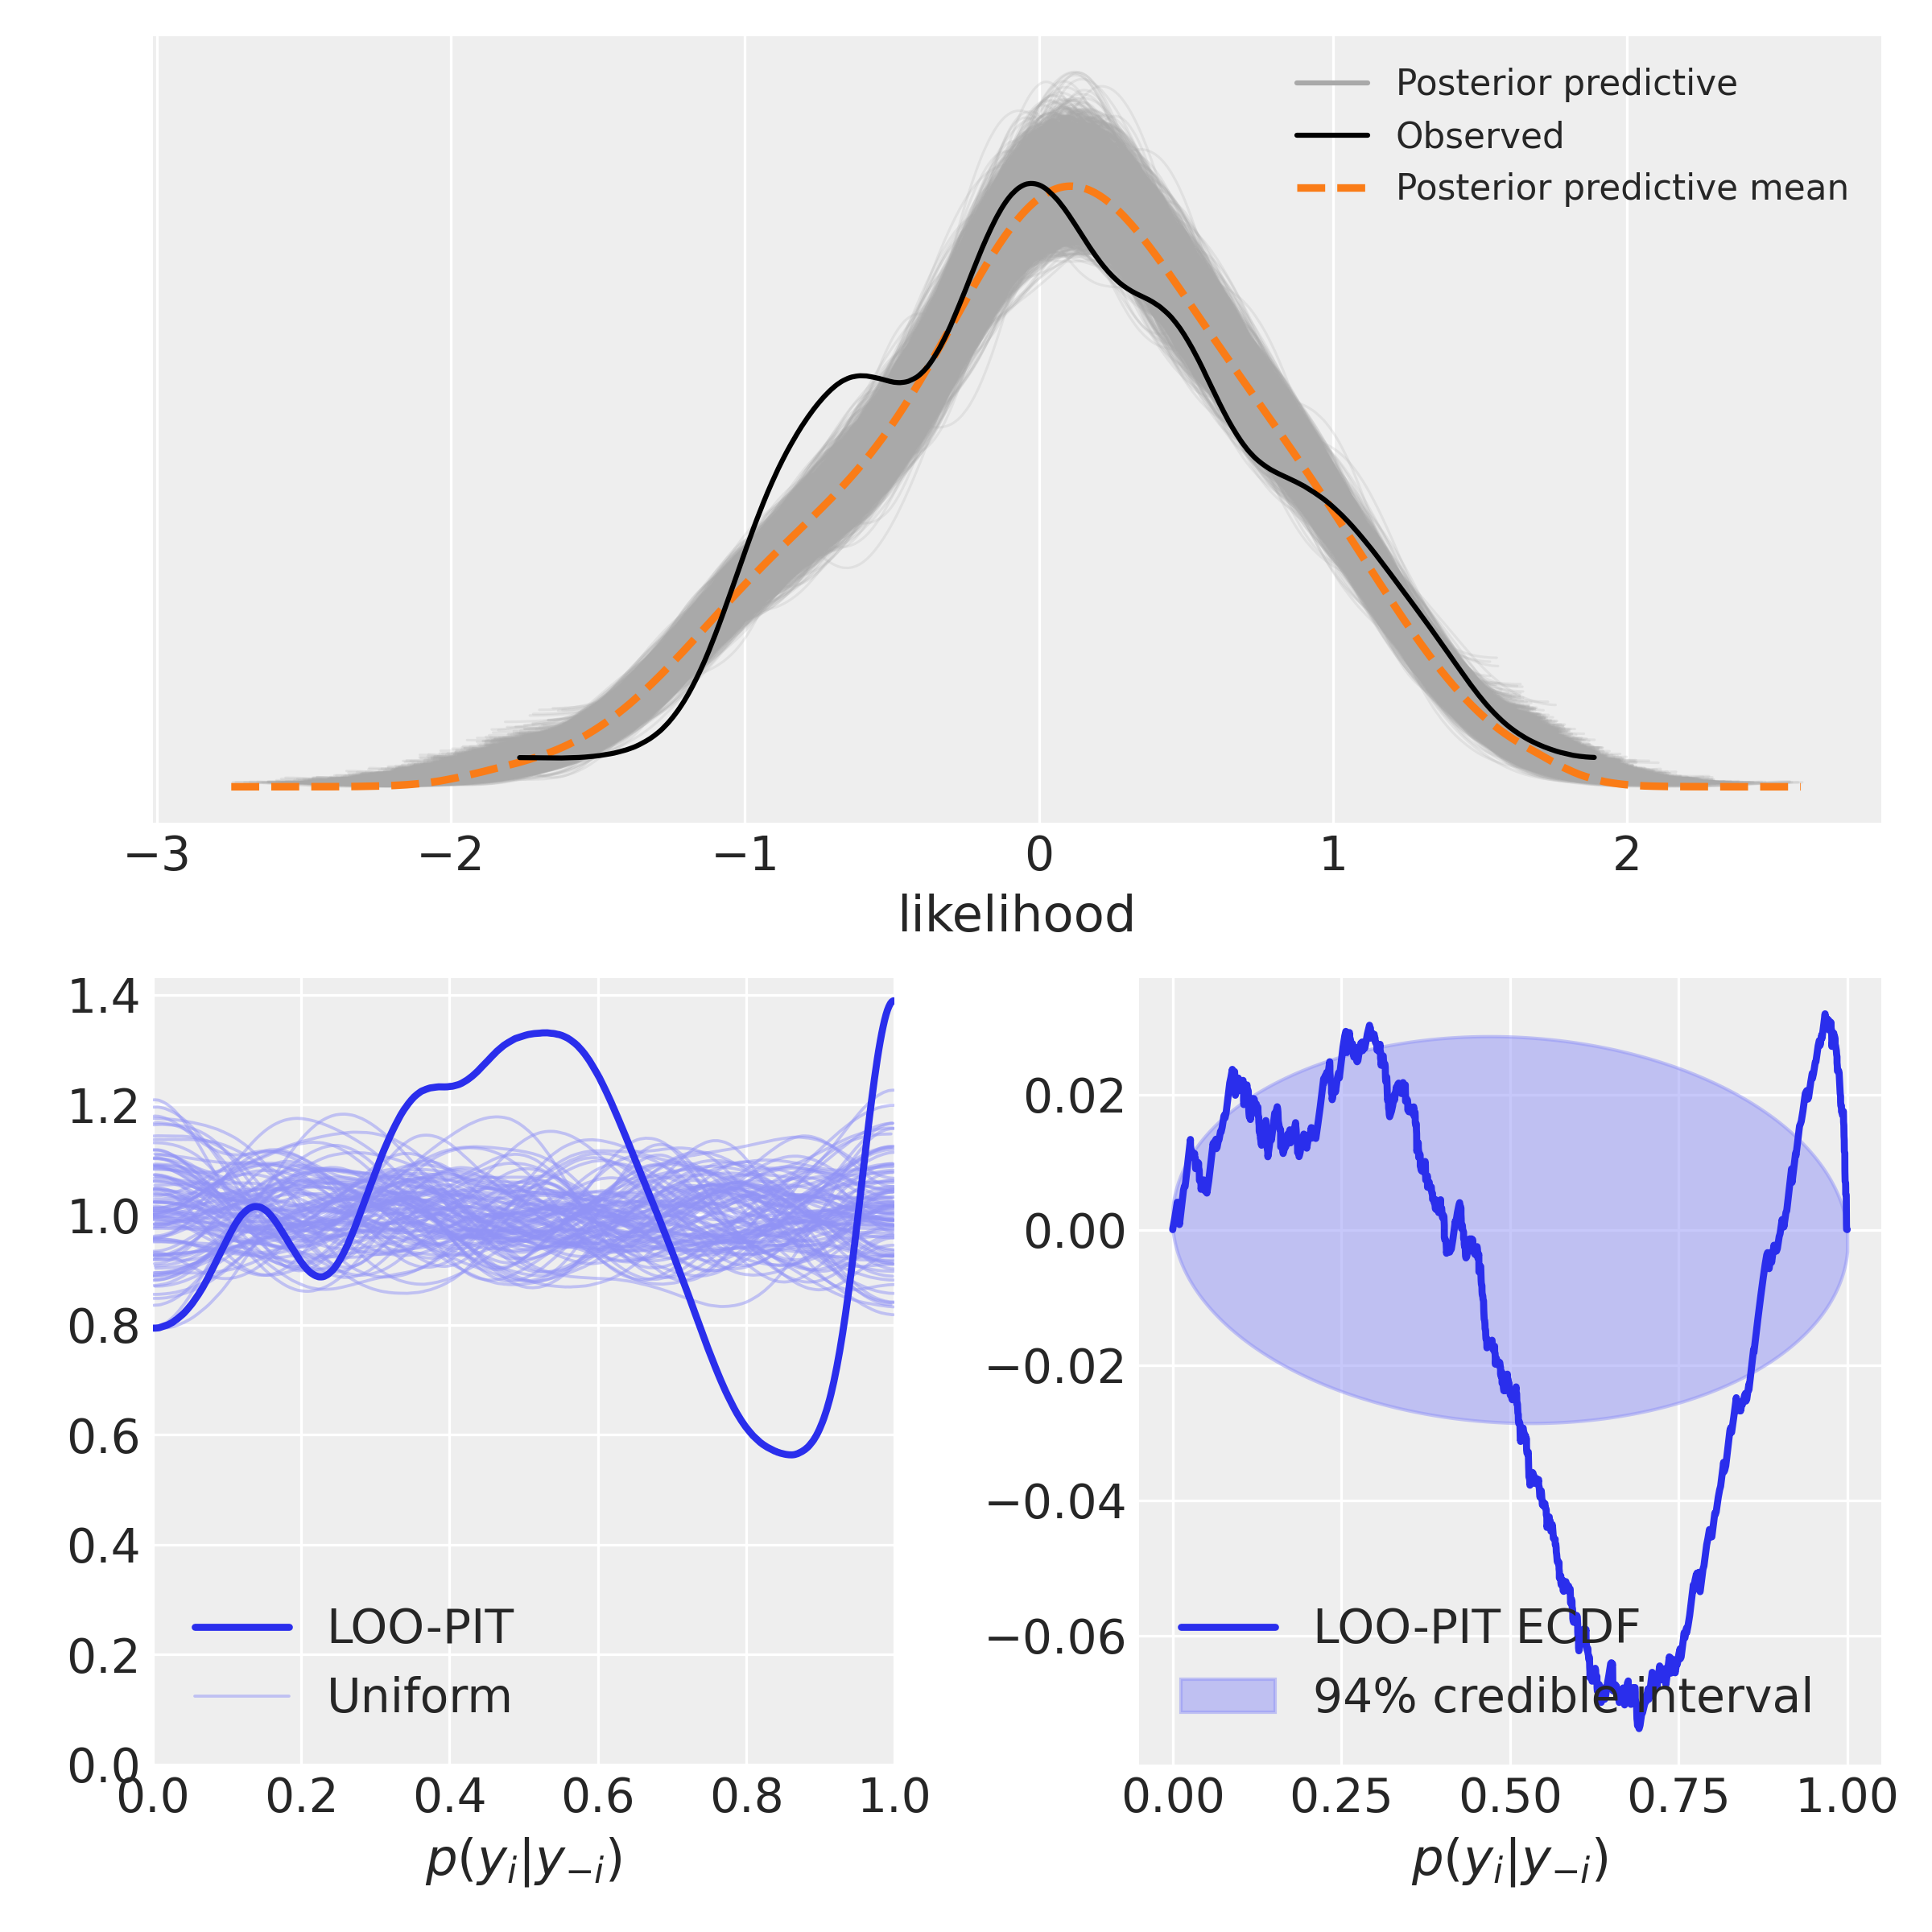 Posterior predictive
Observed
Posterior predictive mean
−3 −2 −1 0 1 2
likelihood
1.4
1.2
1.0
0.8
0.6
0.4
0.2
0.0
LOO-PIT
Uniform
0.0 0.2 0.4 0.6 0.8 1.0
p(y_i|y_{−i})
0.02
0.00
−0.02
−0.04
−0.06
LOO-PIT ECDF
94% credible interval
0.00 0.25 0.50 0.75 1.00
p(y_i|y_{−i})